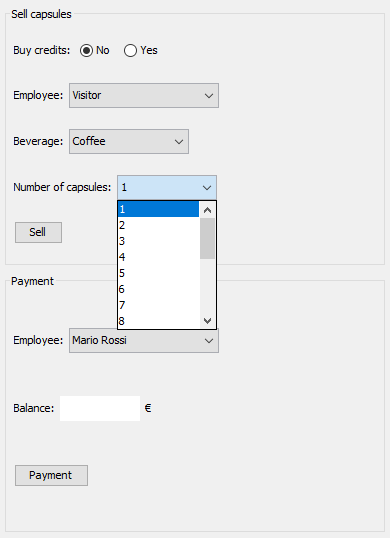 Sell capsules
Buy credits: No Yes
Employee: Visitor
Beverage: Coffee
Number of capsules: 1
1
2
Sell
3
4
5
6
7
8
Payment
Employee: Mario Rossi
Balance: €
Payment